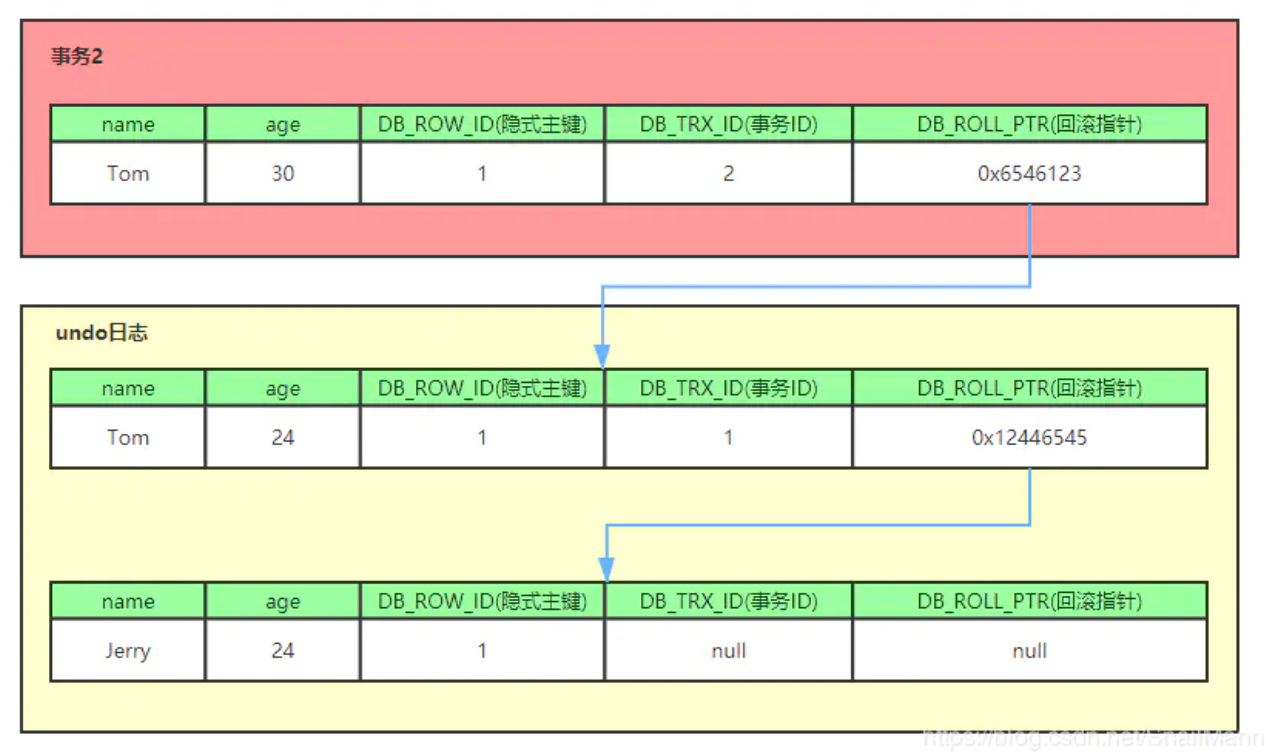 事务2
name age DB_ROW_ID(隐式主键) DB_TRX_ID(事务ID) DB_ROLL_PTR(回滚指针)
Tom 30 1 2 0x6546123
undo日志
name age DB_ROW_ID(隐式主键) DB_TRX_ID(事务ID) DB_ROLL_PTR(回滚指针)
Tom 24 1 1 0x12446545
name age DB_ROW_ID(隐式主键) DB_TRX_ID(事务ID) DB_ROLL_PTR(回滚指针)
Jerry 24 1 null null
https://blog.csdn.net/SnailMann